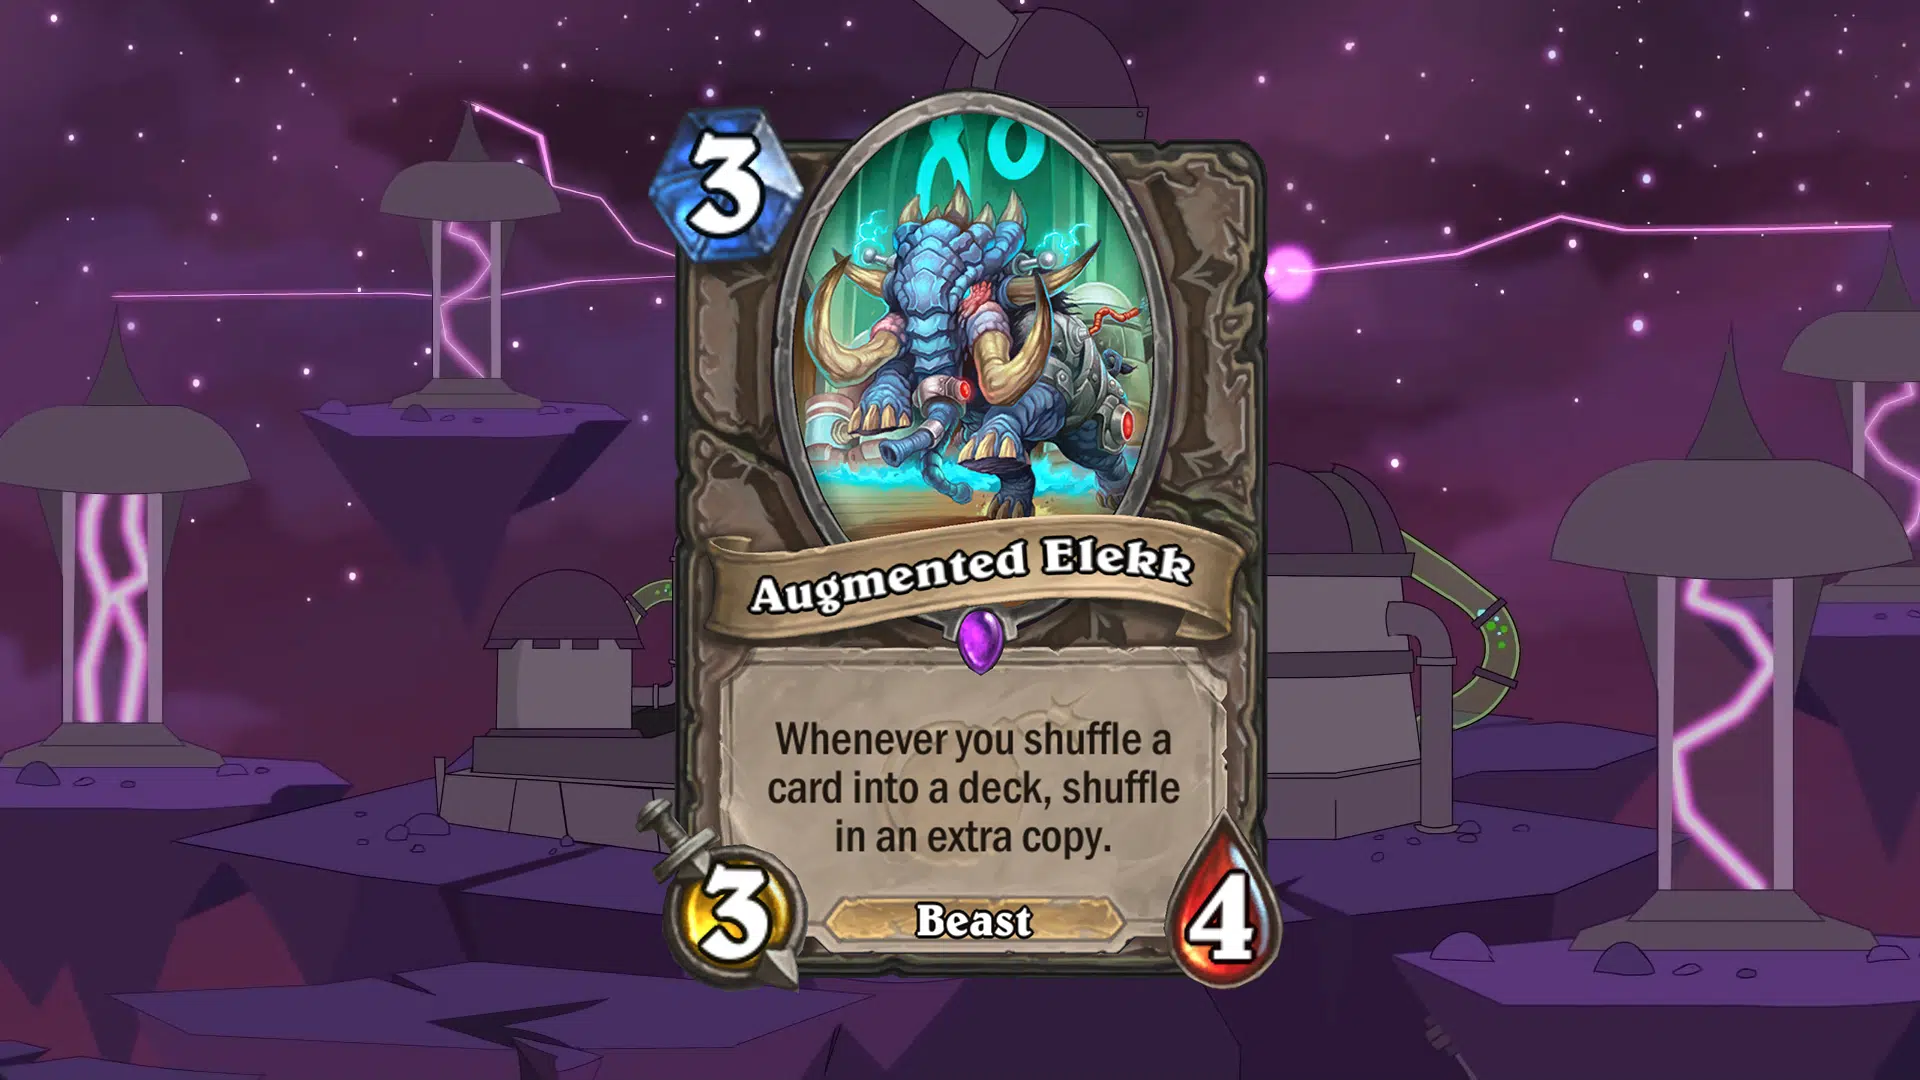 3
Augmented Elekk
Whenever you shuffle a
card into a deck, shuffle
in an extra copy.
3
Beast
4